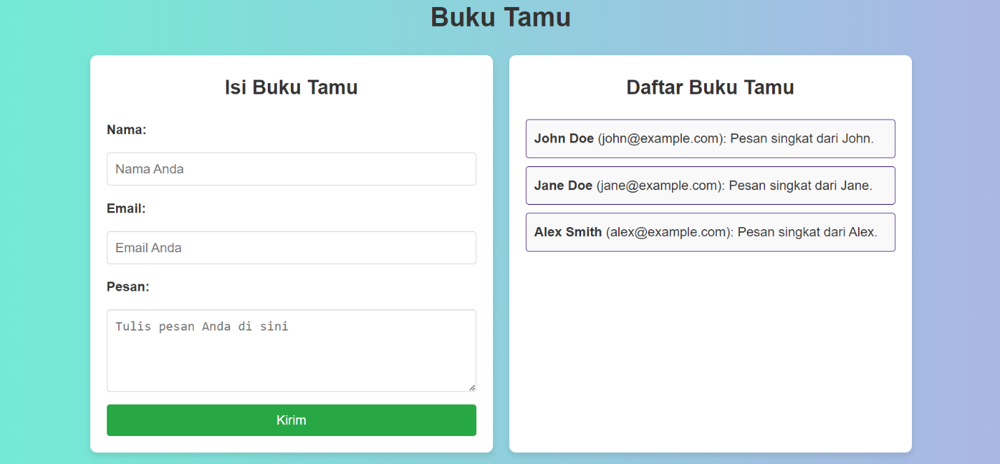 Buku Tamu
Isi Buku Tamu
Nama:
Nama Anda
Email:
Email Anda
Pesan:
Tulis pesan Anda di sini
Kirim
Daftar Buku Tamu
John Doe (john@example.com): Pesan singkat dari John.
Jane Doe (jane@example.com): Pesan singkat dari Jane.
Alex Smith (alex@example.com): Pesan singkat dari Alex.